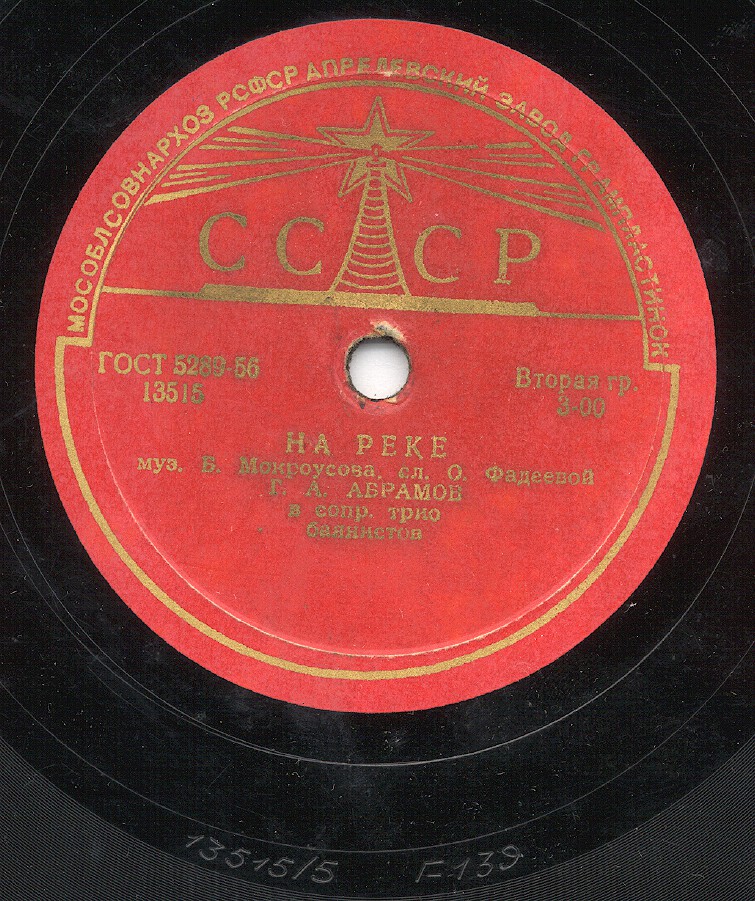 МОСОБЛСОВНАРХОЗ РСФСР АПРЕЛЕВСКИЙ ЗАВОД ГРАМПЛАСТИНОК
СССР
ГОСТ 5289-56
13515
Вторая гр.
3-00
НА РЕКЕ
муз. Б. Мокроусова, сл. О. Фадеевой
Г. А. АБРАМОВ
в сопр. трио
баянистов
13515/5 Г139